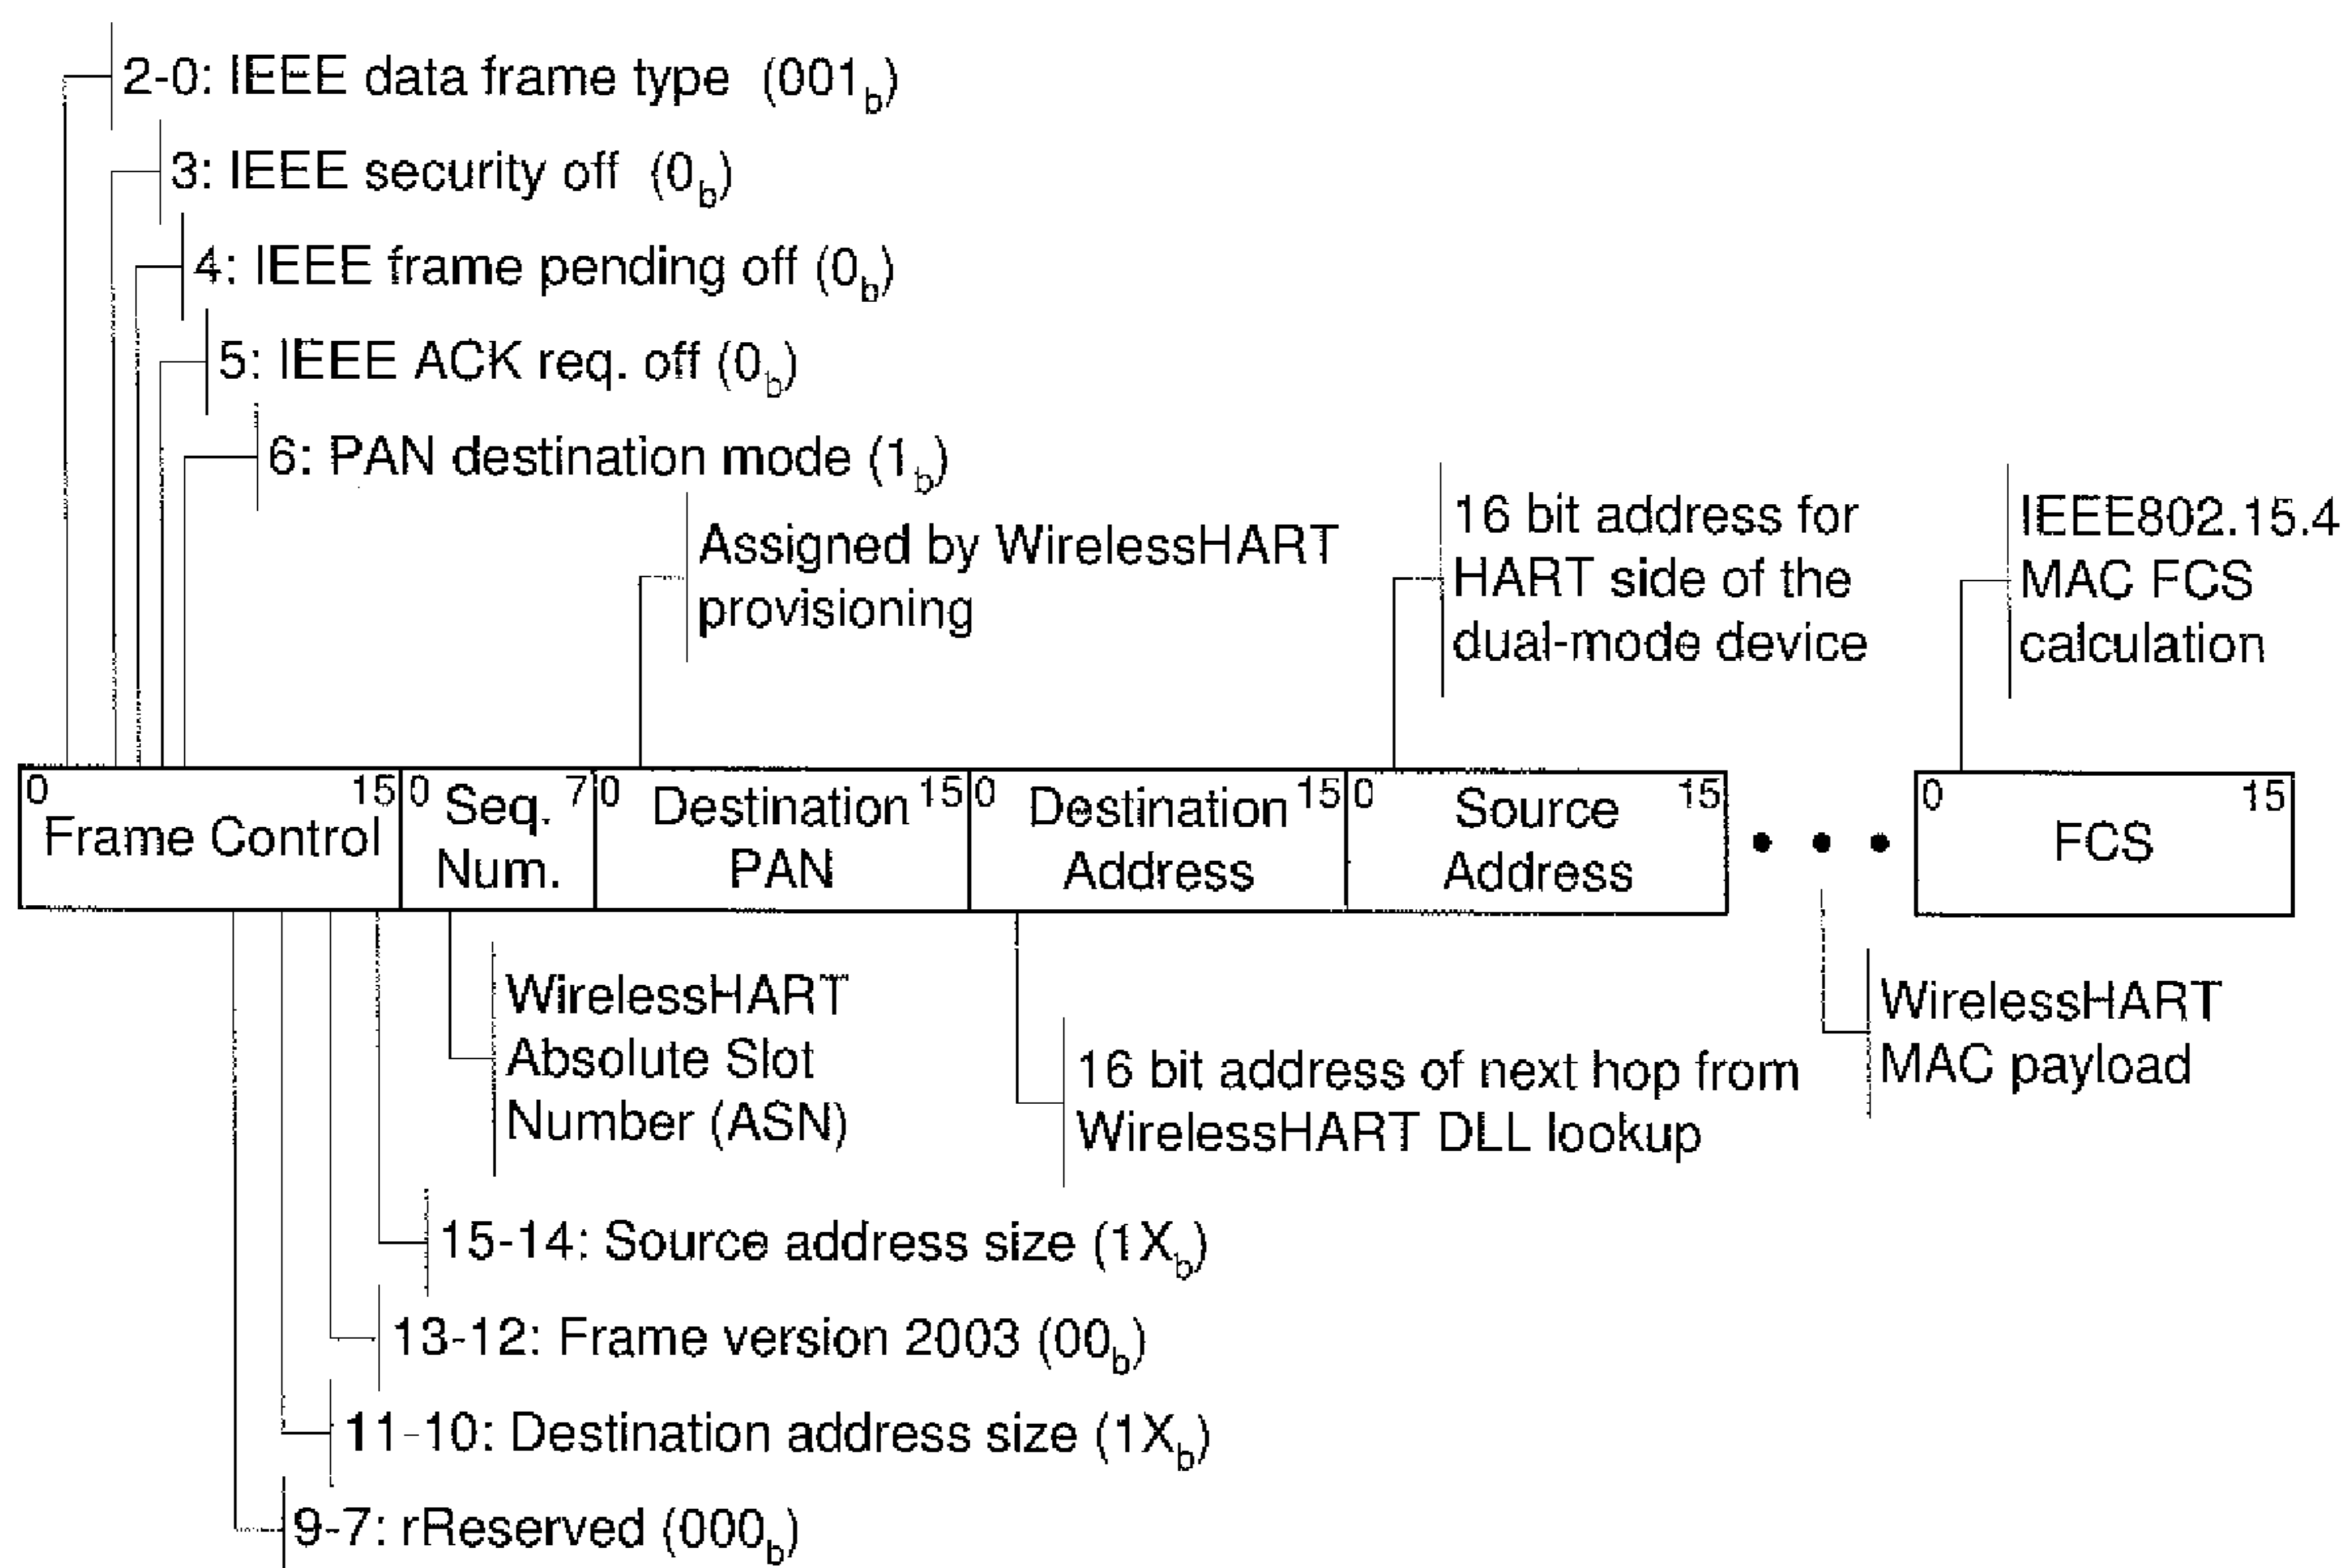 2-0: IEEE data frame type (001b)
3: IEEE security off (0b)
4: IEEE frame pending off (0b)
5: IEEE ACK req. off (0b)
6: PAN destination mode (1b)
Assigned by WirelessHART
provisioning
16 bit address for
HART side of the
dual-mode device
IEEE802.15.4
MAC FCS
calculation
0 15 0 7 0 15 0 15 0 15 0 15
Frame Control
Seq.
Num.
Destination
PAN
Destination
Address
Source
Address
• • •
FCS
WirelessHART
Absolute Slot
Number (ASN)
16 bit address of next hop from
WirelessHART DLL lookup
WirelessHART
MAC payload
15-14: Source address size (1Xb)
13-12: Frame version 2003 (00b)
11-10: Destination address size (1Xb)
9-7: rReserved (000b)